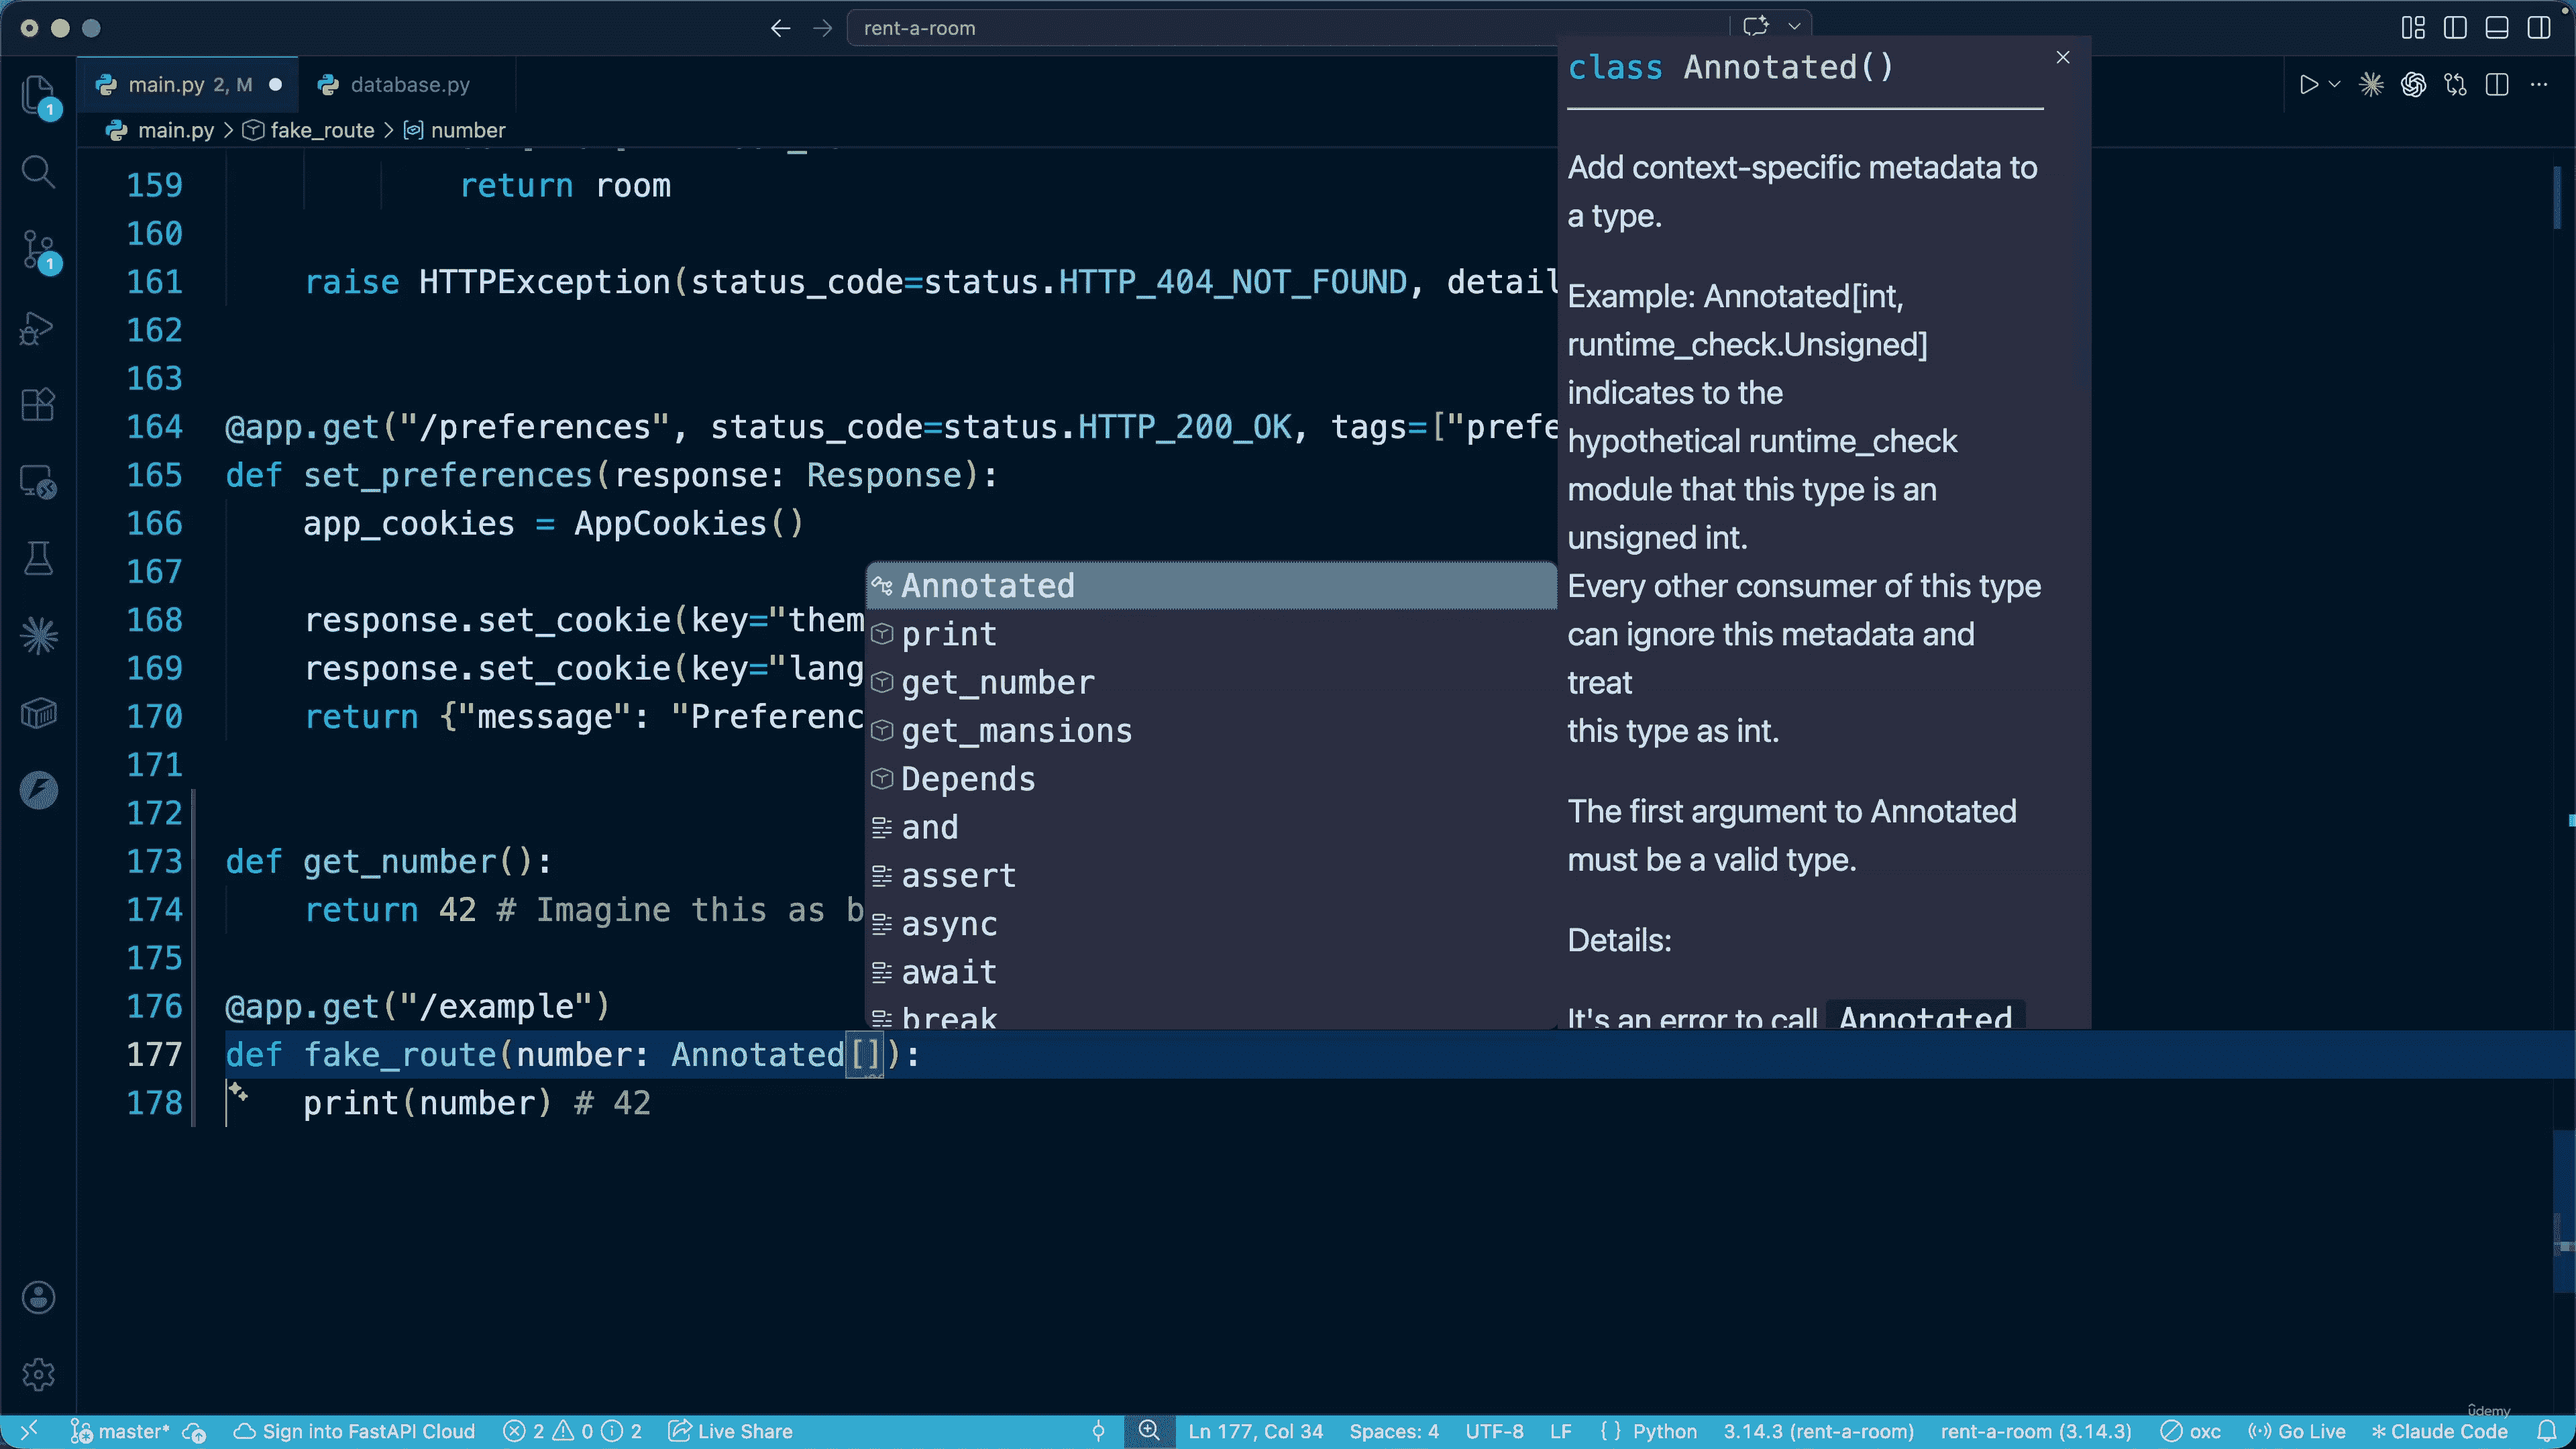 rent-a-room
main.py 2, M
database.py
main.py > fake_route > number
159 return room
160
161 raise HTTPException(status_code=status.HTTP_404_NOT_FOUND, detail
162
163
164 @app.get("/preferences", status_code=status.HTTP_200_OK, tags=["prefe
165 def set_preferences(response: Response):
166 app_cookies = AppCookies()
167
168 response.set_cookie(key="them
169 response.set_cookie(key="lang
170 return {"message": "Preferenc
171
172
173 def get_number():
174 return 42 # Imagine this as b
175
176 @app.get("/example")
177 def fake_route(number: Annotated[]):
178 print(number) # 42
Annotated
print
get_number
get_mansions
Depends
and
assert
async
await
break
class Annotated()
Add context-specific metadata to
a type.
Example: Annotated[int,
runtime_check.Unsigned]
indicates to the
hypothetical runtime_check
module that this type is an
unsigned int.
Every other consumer of this type
can ignore this metadata and
treat
this type as int.
The first argument to Annotated
must be a valid type.
Details:
It's an error to call Annotated
1
1
udemy
master* Sign into FastAPI Cloud 2 0 2 Live Share Ln 177, Col 34 Spaces: 4 UTF-8 LF { } Python 3.14.3 (rent-a-room) rent-a-room (3.14.3) oxc Go Live Claude Code